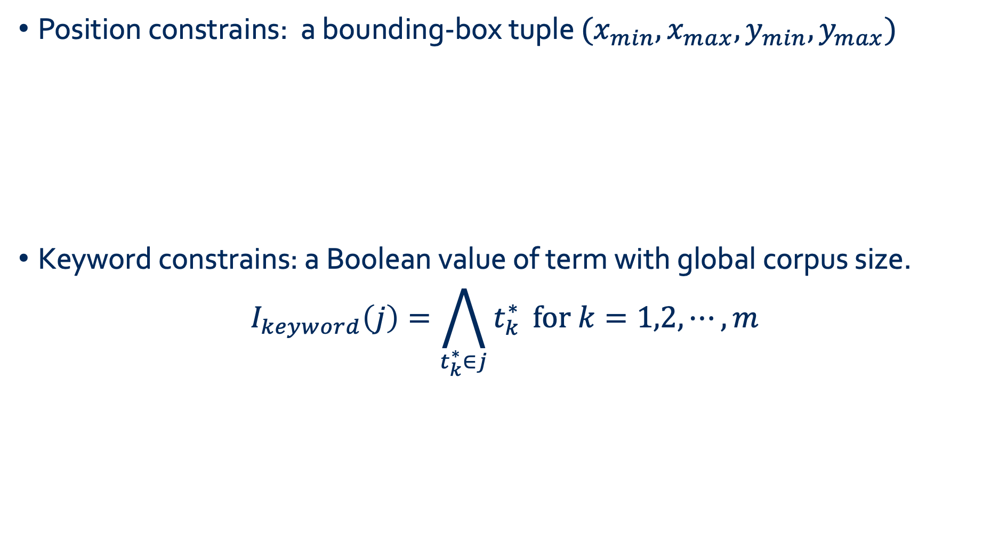 • Position constrains: a bounding-box tuple $(x_{min}, x_{max}, y_{min}, y_{max})$
• Keyword constrains: a Boolean value of term with global corpus size.
$I_{keyword}(j) = \bigwedge_{t_k^* \in j} t_k^* \text{ for } k = 1,2,\cdots,m$